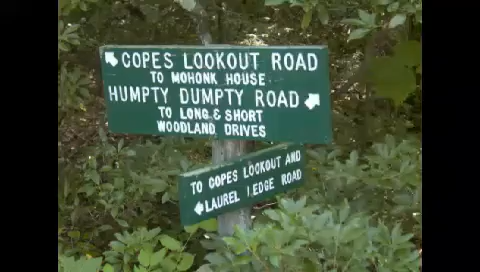 COPES LOOKOUT ROAD
TO MOHONK HOUSE
HUMPTY DUMPTY ROAD
TO LONG & SHORT
WOODLAND DRIVES
TO COPES LOOKOUT AND
LAUREL LEDGE ROAD